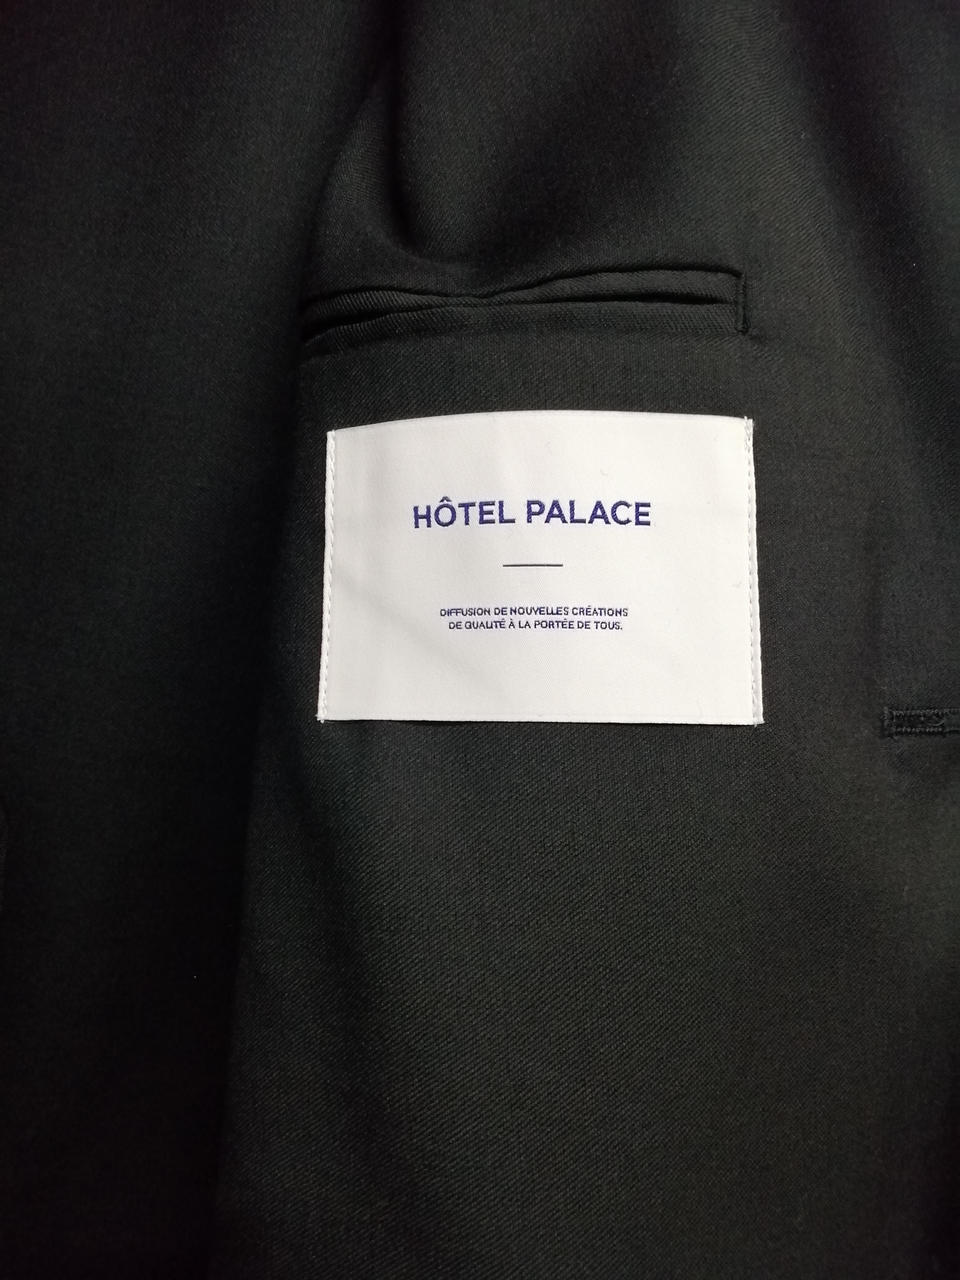 HÔTEL PALACE
DIFFUSION DE NOUVELLES CRÉATIONS
DE QUALITÉ À LA PORTÉE DE TOUS.